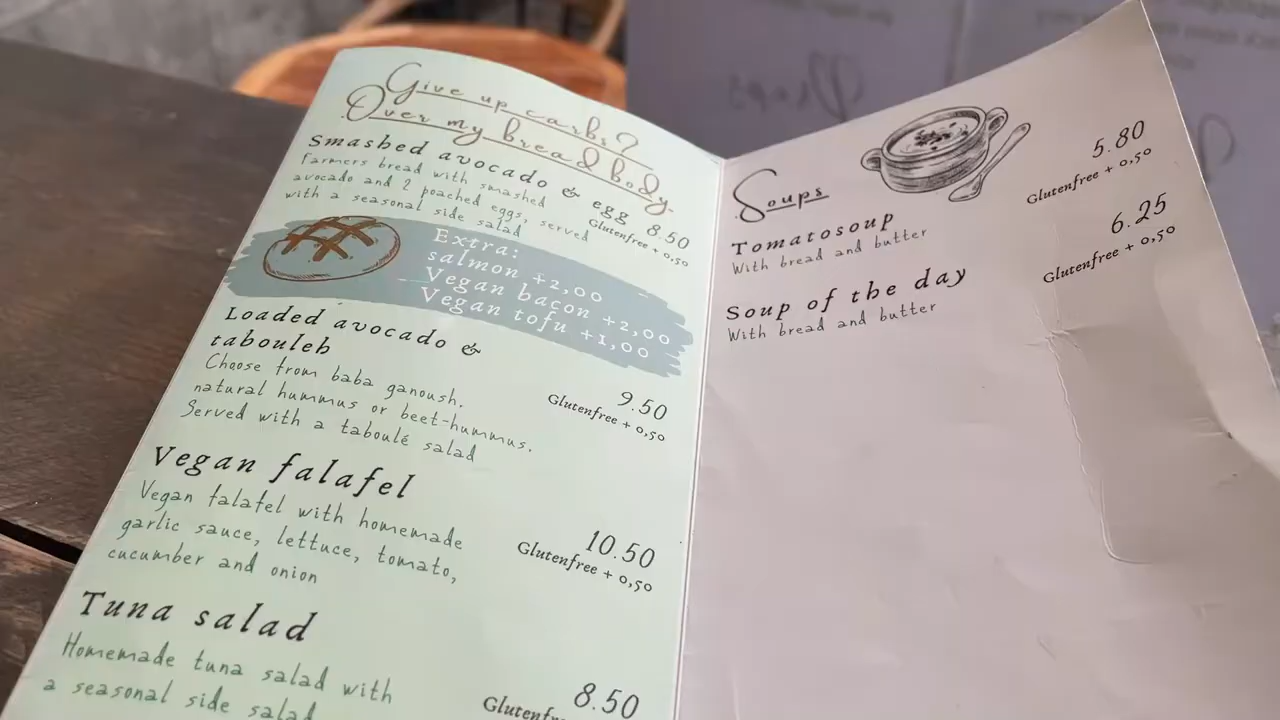 Give up carbs?
Over my bread body.
Smashed avocado & egg 8.50
Farmers bread with smashed
avocado and 2 poached eggs, served
with a seasonal side salad
Glutenfree + 0,50
Extra:
salmon +2,00
Vegan bacon +2,00
Vegan tofu +1,00
Loaded avocado &
tabouleh
9.50
Choose from baba ganoush,
natural hummus or beet-hummus.
Served with a taboulé salad
Glutenfree + 0,50
Vegan falafel
10.50
Vegan falafel with homemade
garlic sauce, lettuce, tomato,
cucumber and onion
Glutenfree + 0,50
Tuna salad
8.50
Homemade tuna salad with
a seasonal side salad
Soups
Tomatosoup
5.80
With bread and butter
Glutenfree + 0,50
Soup of the day
6.25
With bread and butter
Glutenfree + 0,50